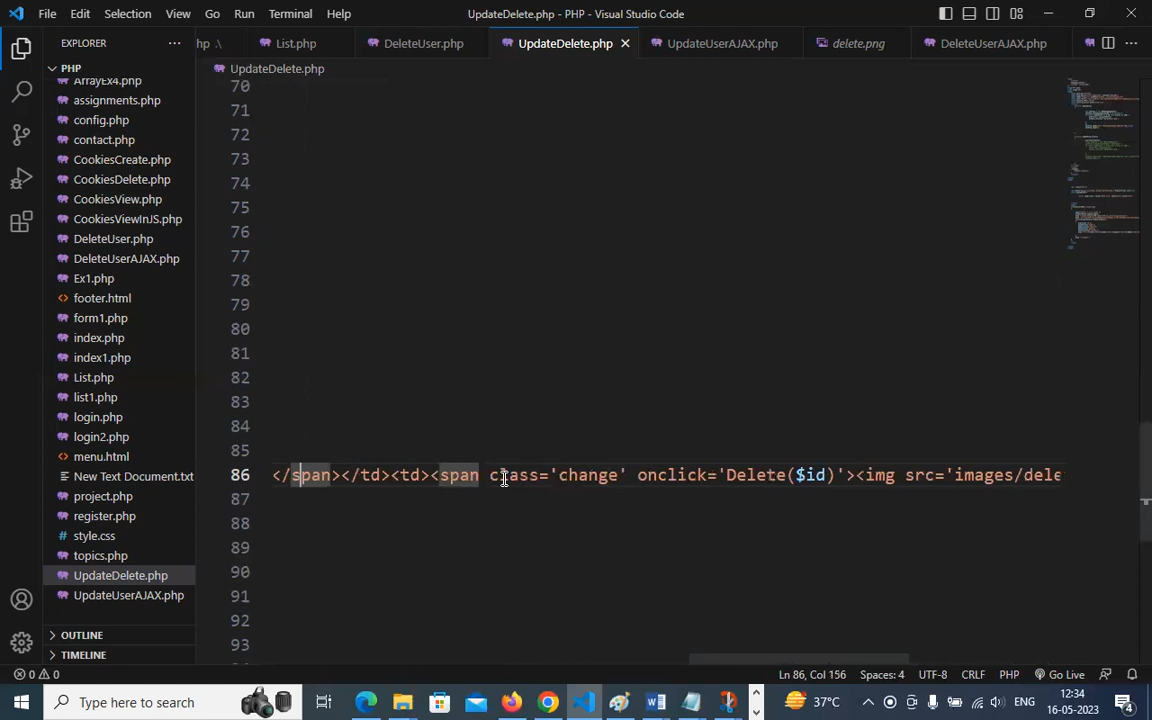 File Edit Selection View Go Run Terminal Help
UpdateDelete.php - PHP - Visual Studio Code
EXPLORER
hp .\ List.php DeleteUser.php UpdateDelete.php UpdateUserAJAX.php delete.png DeleteUserAJAX.php
PHP
UpdateDelete.php
ArrayEx4.php
assignments.php
config.php
contact.php
CookiesCreate.php
CookiesDelete.php
CookiesView.php
CookiesViewInJS.php
DeleteUser.php
DeleteUserAJAX.php
Ex1.php
footer.html
form1.php
index.php
index1.php
List.php
list1.php
login.php
login2.php
menu.html
New Text Document.txt
project.php
register.php
style.css
topics.php
UpdateDelete.php
UpdateUserAJAX.php
OUTLINE
TIMELINE
70
71
72
73
74
75
76
77
78
79
80
81
82
83
84
85
86 </span></td><td><span class='change' onclick='Delete($id)'><img src='images/dele
87
88
89
90
91
92
93
0 0
Ln 86, Col 156 Spaces: 4 UTF-8 CRLF PHP Go Live
Type here to search
37°C
ENG
12:34
16-05-2023
4